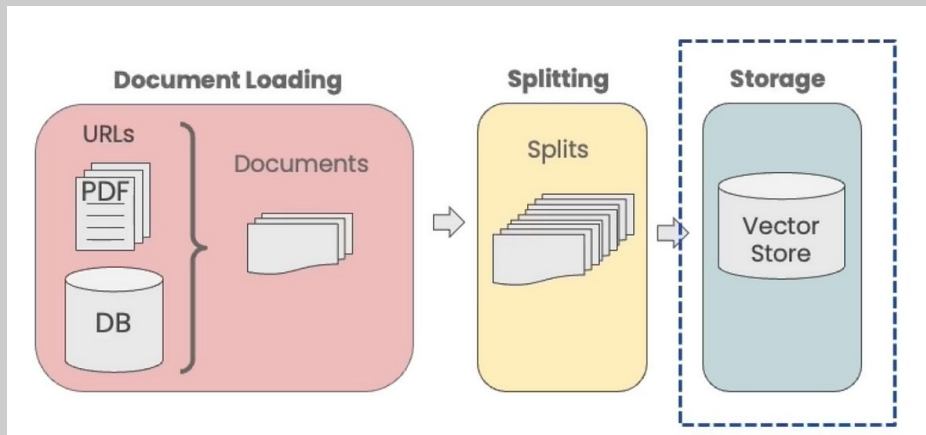 Document Loading
URLs
PDF
DB
Documents
Splitting
Splits
Storage
Vector
Store